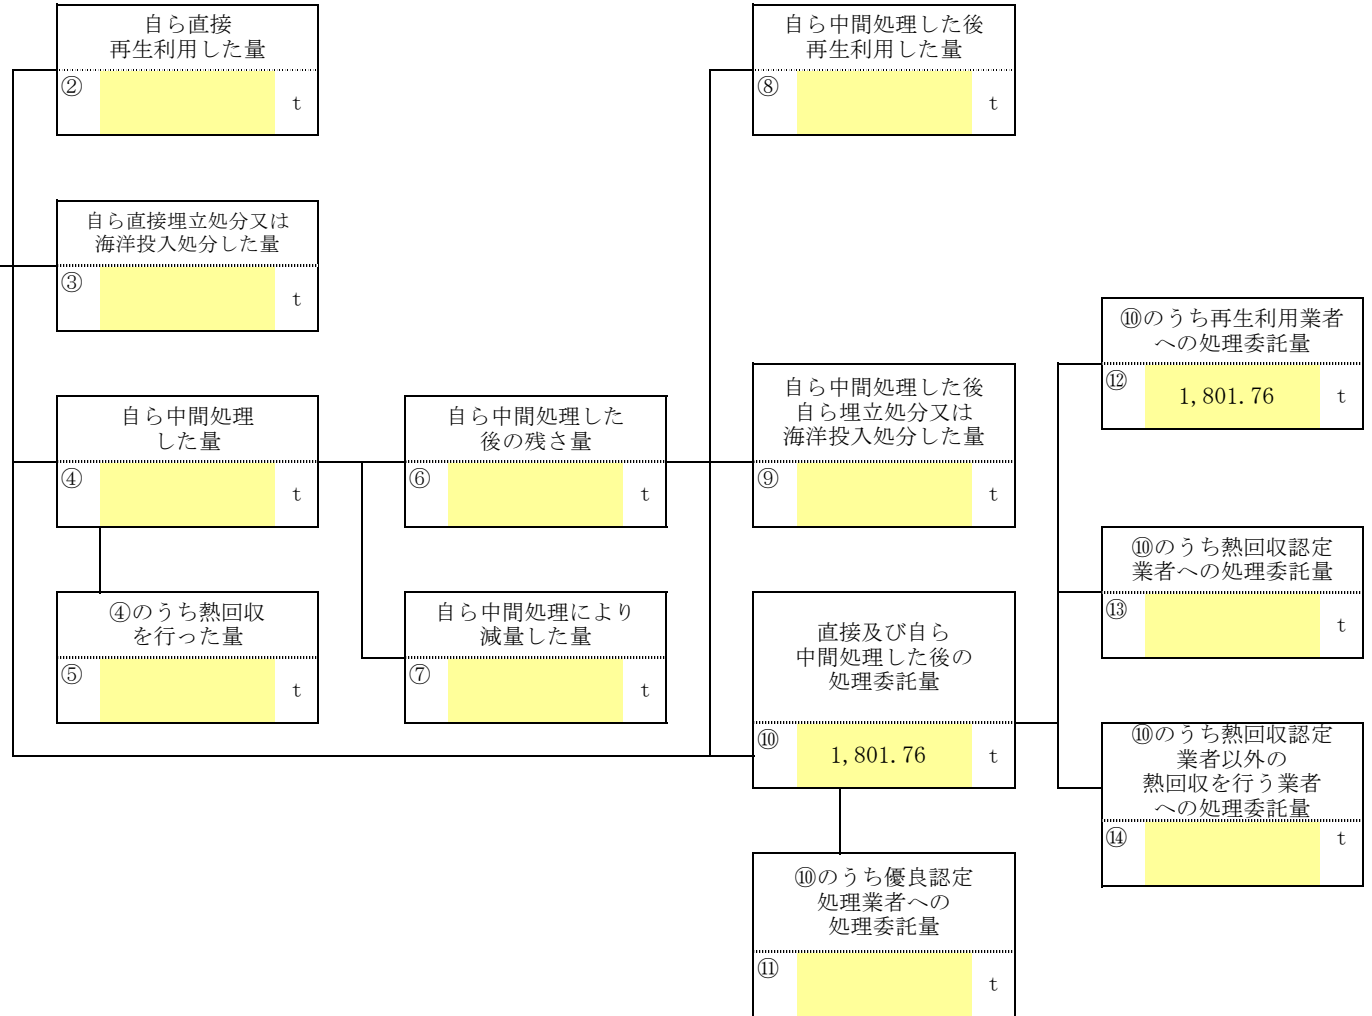 自ら直接
再生利用した量
②
t
自ら中間処理した後
再生利用した量
⑧
t
自ら直接埋立処分又は
海洋投入処分した量
③
t
⑩のうち再生利用業者
への処理委託量
⑫
1,801.76
t
自ら中間処理
した量
④
t
自ら中間処理した
後の残さ量
⑥
t
自ら中間処理した後
自ら埋立処分又は
海洋投入処分した量
⑨
t
⑩のうち熱回収認定
業者への処理委託量
⑬
t
④のうち熱回収
を行った量
⑤
t
自ら中間処理により
減量した量
⑦
t
直接及び自ら
中間処理した後の
処理委託量
⑩
1,801.76
t
⑩のうち熱回収認定
業者以外の
熱回収を行う業者
への処理委託量
⑭
t
⑩のうち優良認定
処理業者への
処理委託量
⑪
t